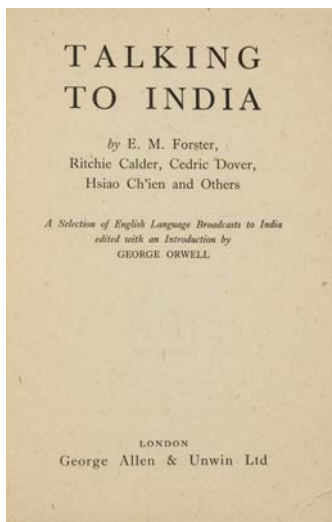 TALKING
TO INDIA
by E. M. Forster,
Ritchie Calder, Cedric Dover,
Hsiao Ch'ien and Others
A Selection of English Language Broadcasts to India
edited with an Introduction by
GEORGE ORWELL
LONDON
George Allen & Unwin Ltd